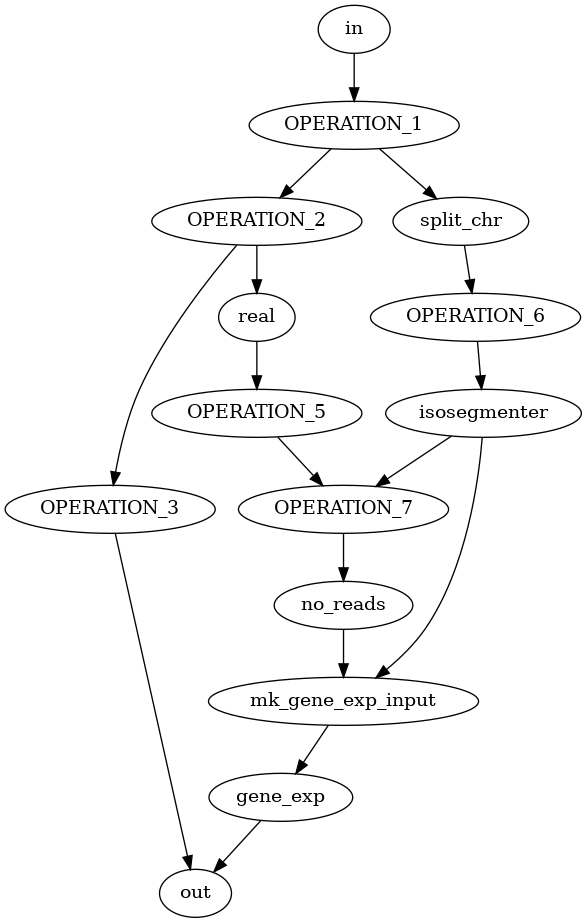 in
OPERATION_1
OPERATION_2
split_chr
real
OPERATION_6
OPERATION_5
isosegmenter
OPERATION_3
OPERATION_7
no_reads
mk_gene_exp_input
gene_exp
out